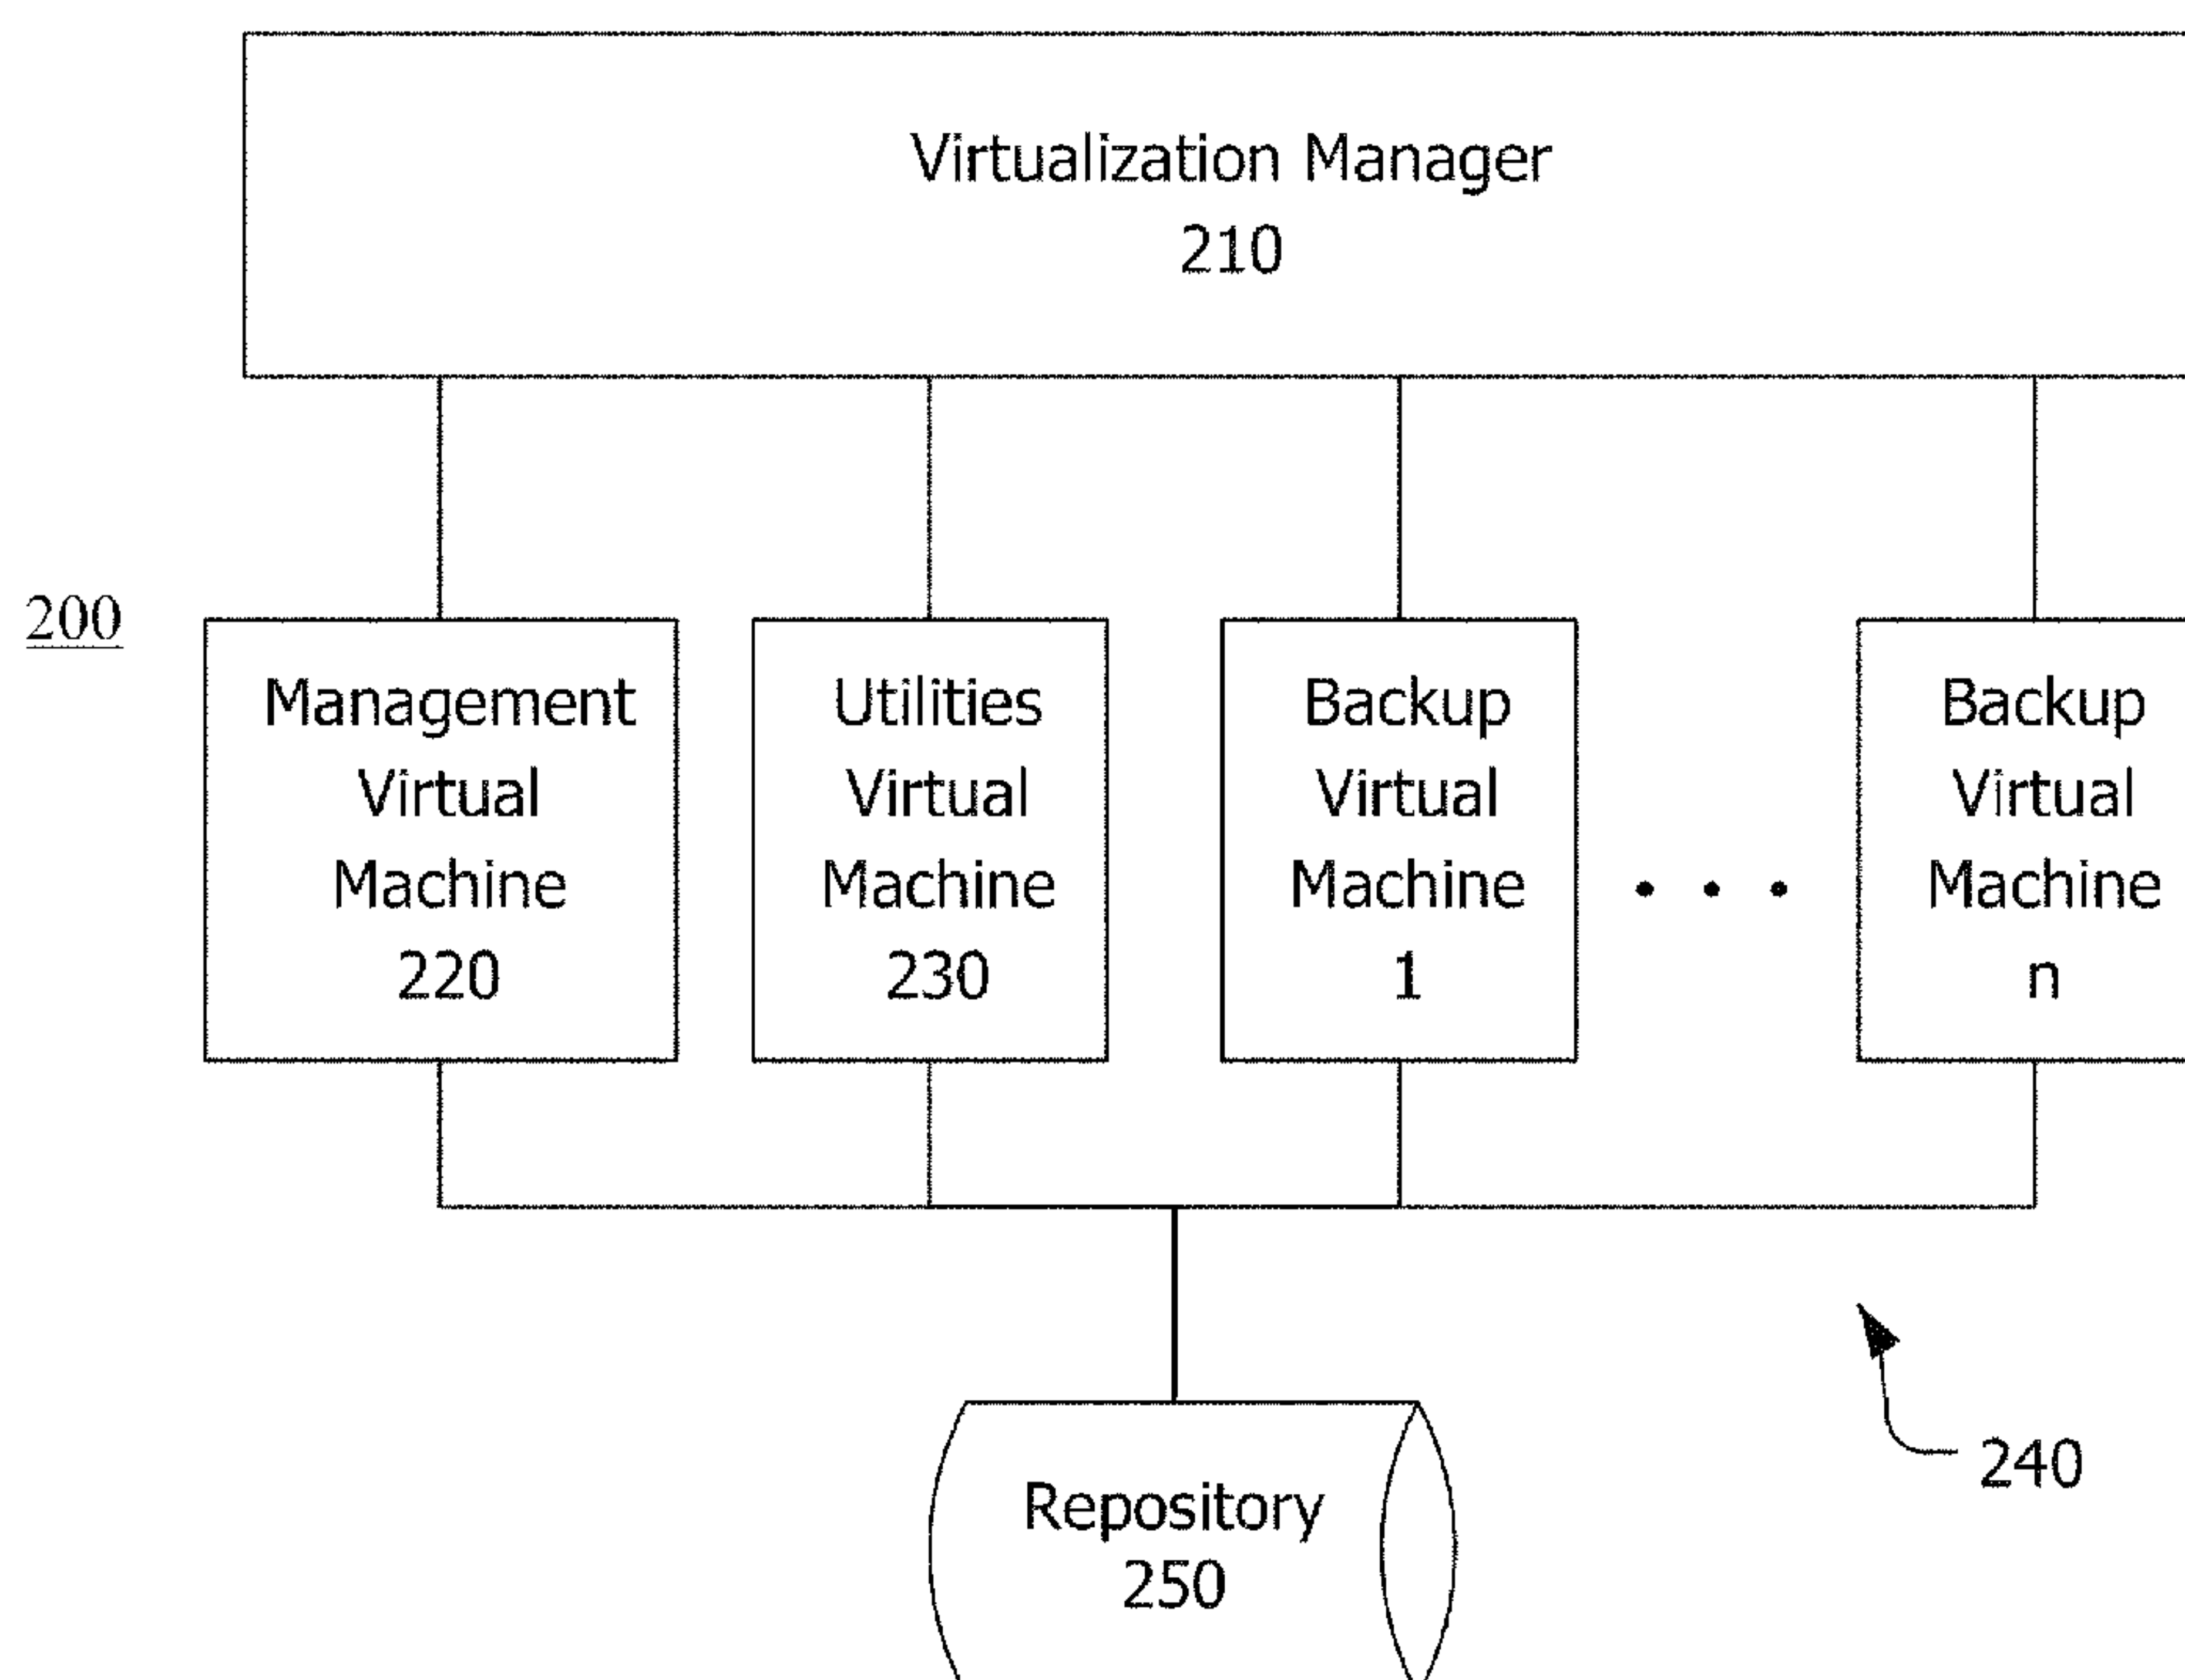 Virtualization Manager
210
200
Management
Virtual
Machine
220
Utilities
Virtual
Machine
230
Backup
Virtual
Machine
1
• • •
Backup
Virtual
Machine
n
240
Repository
250